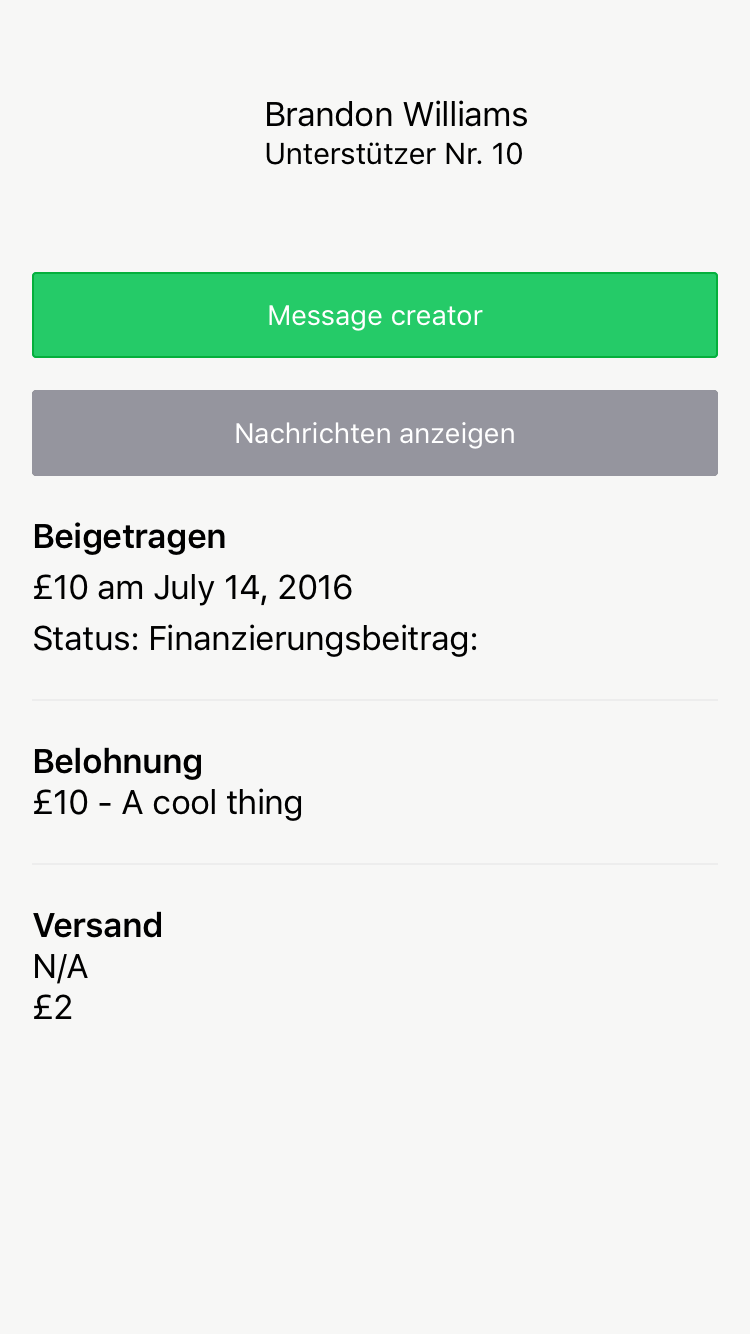 Brandon Williams
Unterstützer Nr. 10
Message creator
Nachrichten anzeigen
Beigetragen
£10 am July 14, 2016
Status: Finanzierungsbeitrag:
Belohnung
£10 - A cool thing
Versand
N/A
£2